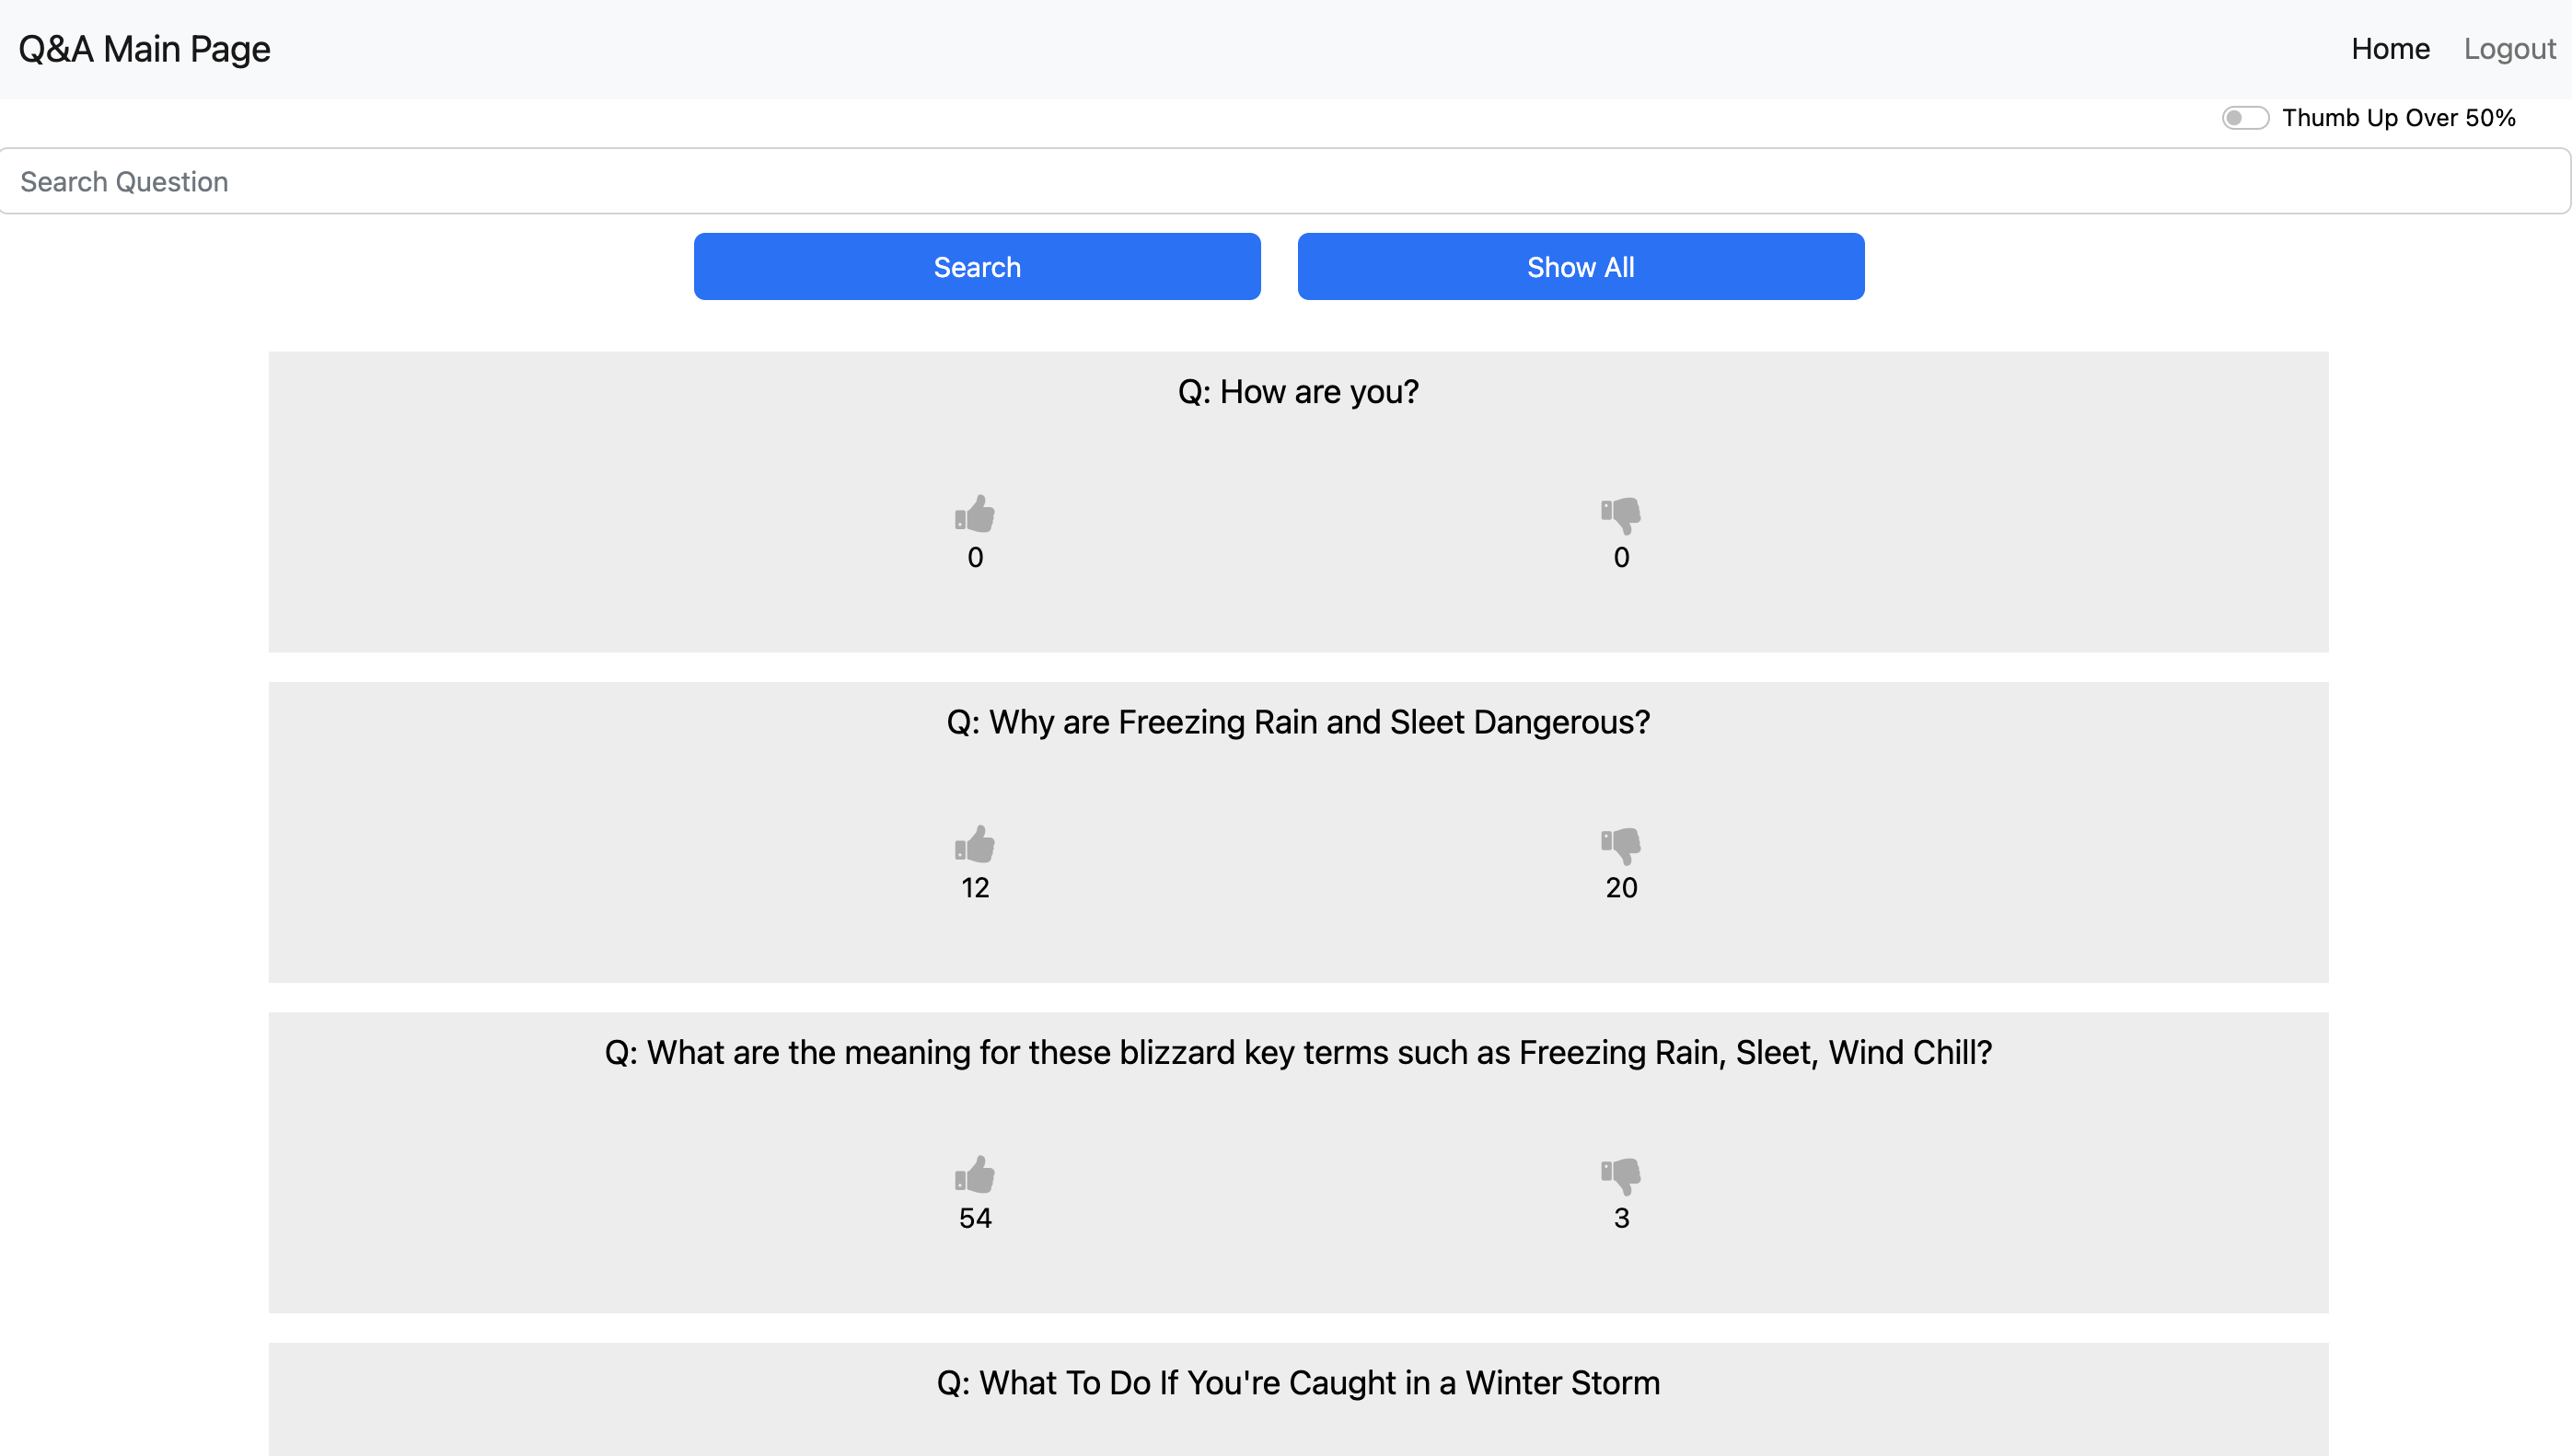 Q&A Main Page
Home Logout
Thumb Up Over 50%
Search Question
Search Show All
Q: How are you?
0 0
Q: Why are Freezing Rain and Sleet Dangerous?
12 20
Q: What are the meaning for these blizzard key terms such as Freezing Rain, Sleet, Wind Chill?
54 3
Q: What To Do If You're Caught in a Winter Storm